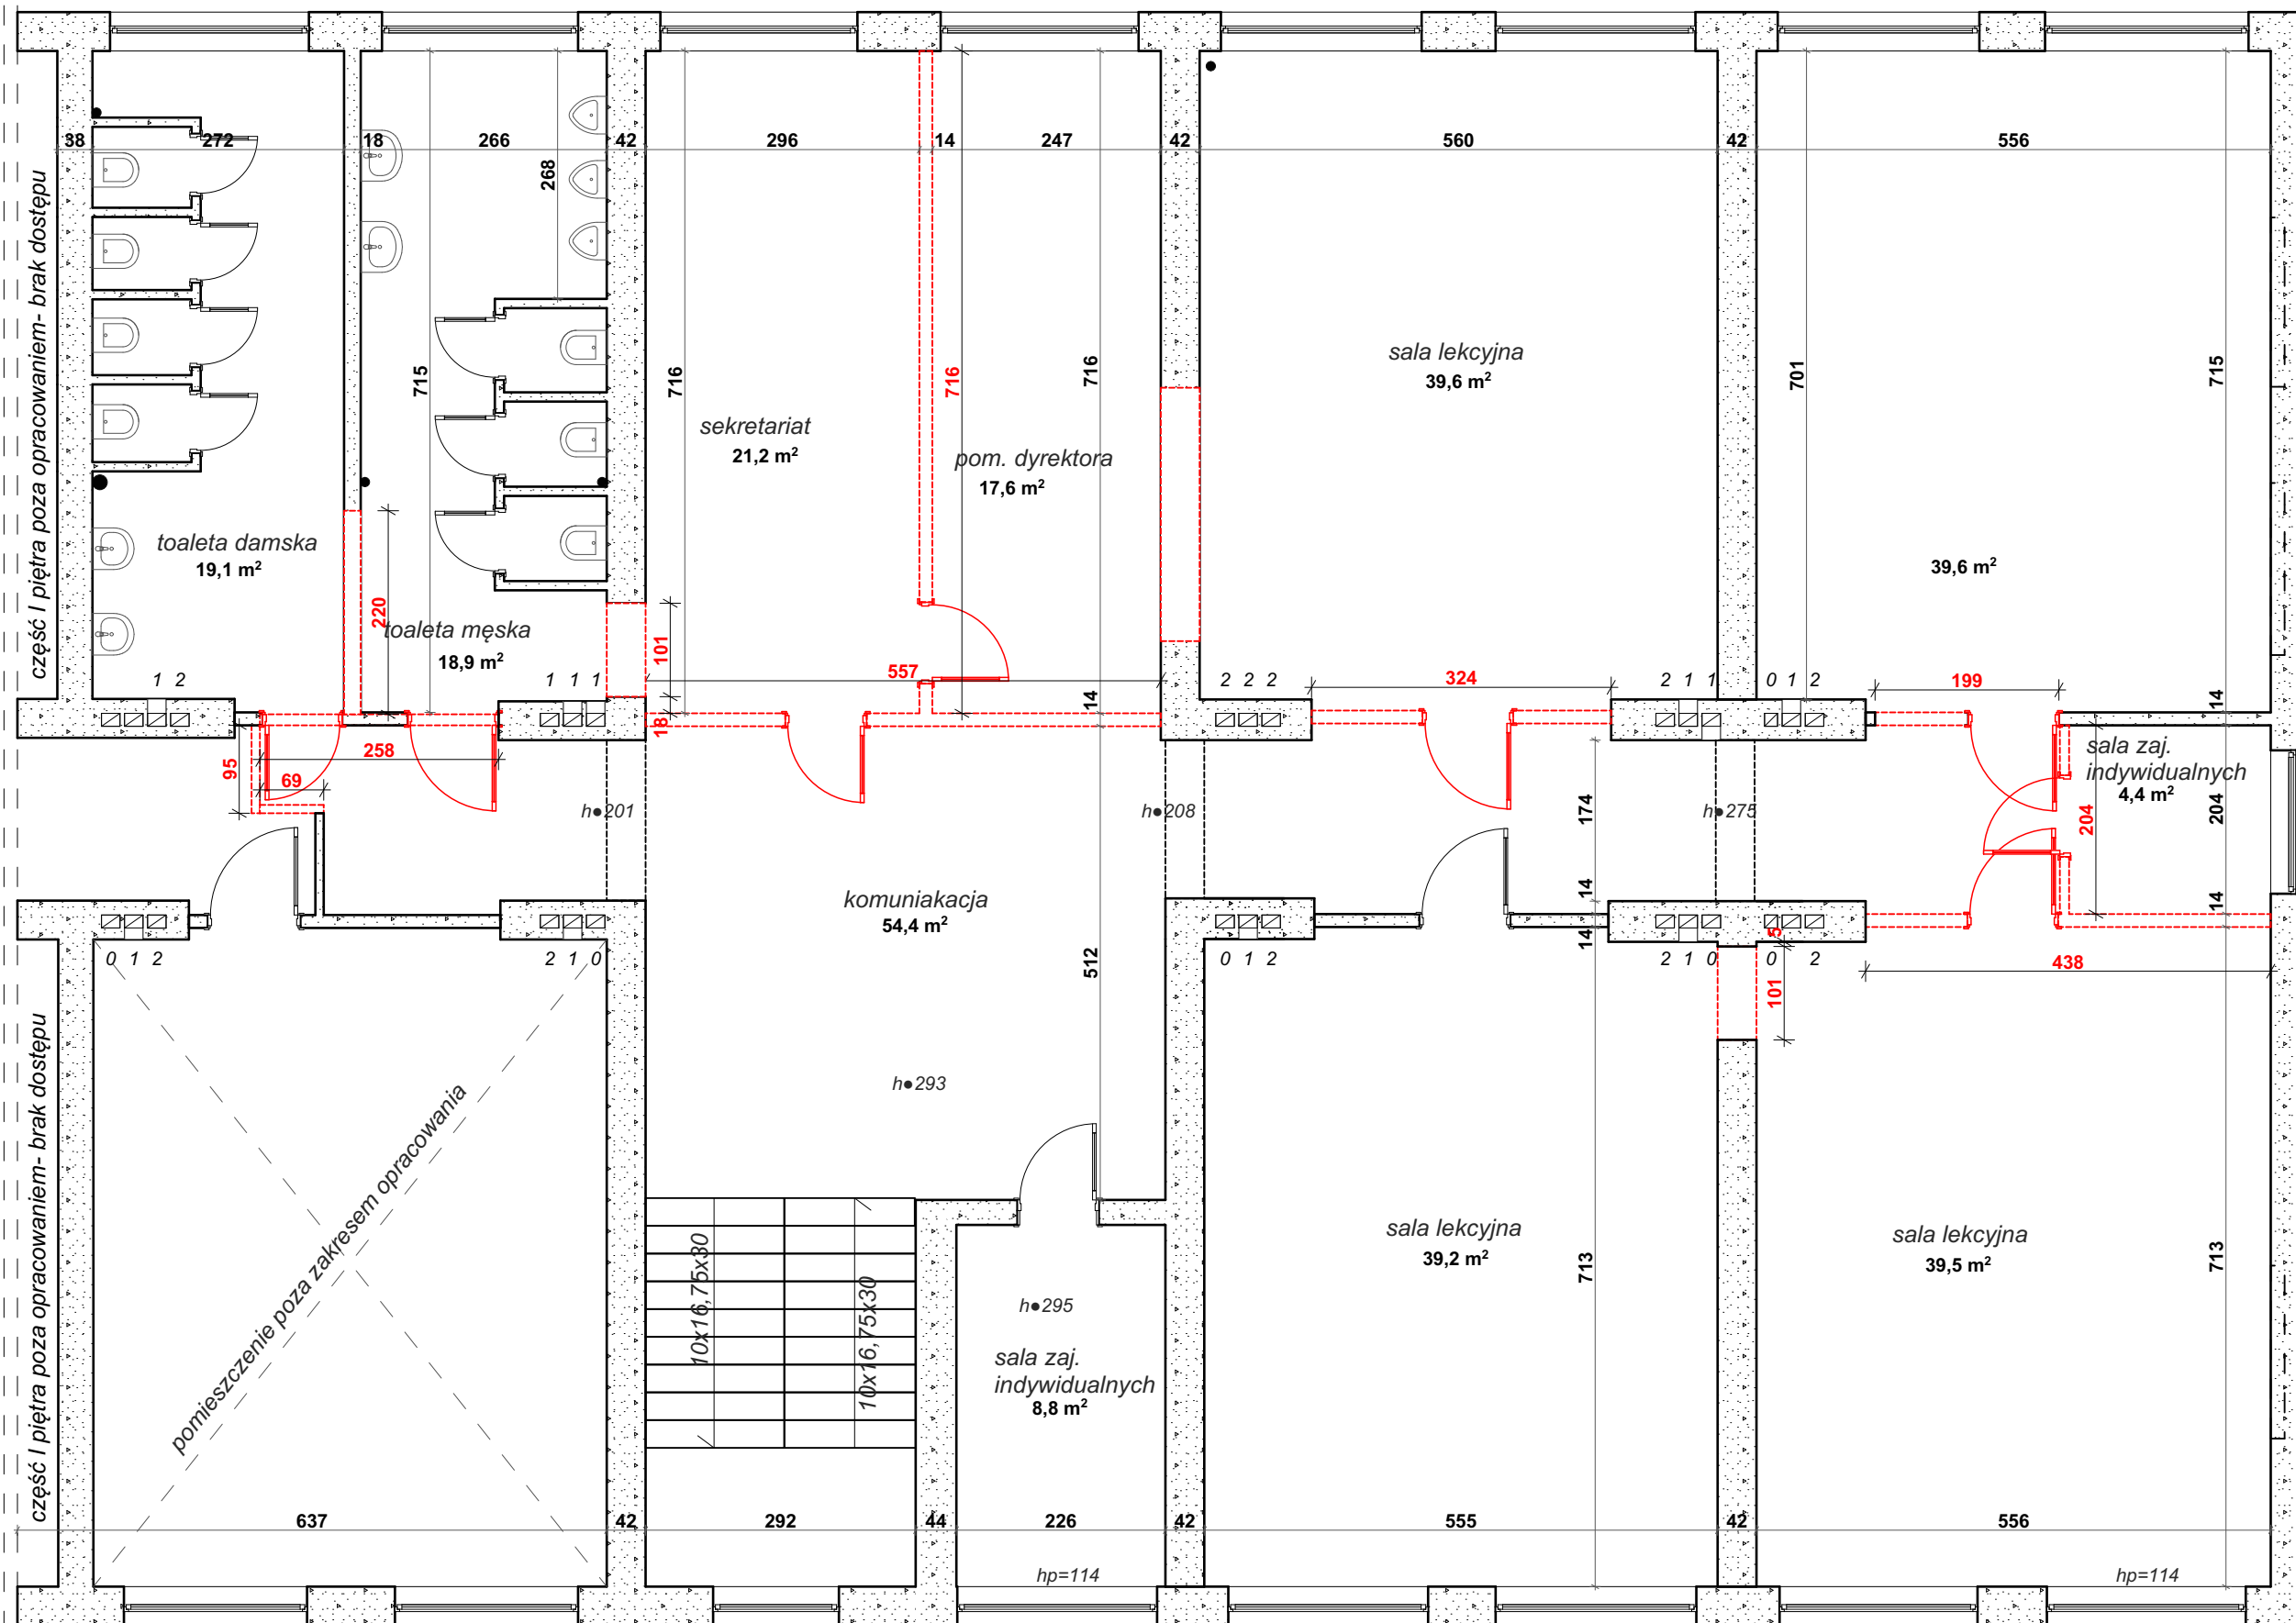 38
272
18
266
42
296
14
247
42
560
42
556
268
część I piętra poza opracowaniem- brak dostępu
715
716
716
716
701
715
sala lekcyjna
39,6 m²
sekretariat
21,2 m²
pom. dyrektora
17,6 m²
toaleta damska
19,1 m²
39,6 m²
220
toaleta męska
18,9 m²
101
557
324
199
1 2
1 1 1
2 2 2
2 1 1
0 1 2
18
14
14
258
95
69
h●201
h●208
h●275
174
204
204
sala zaj.
indywidualnych
4,4 m²
komuniakacja
54,4 m²
14
14
14
5
0 1 2
2 1 0
0 1 2
2 1 0
0 2
512
101
438
h●293
część I piętra poza opracowaniem- brak dostępu
pomieszczenie poza zakresem opracowania
10x16,75x30
10x16,75x30
h●295
sala zaj.
indywidualnych
8,8 m²
sala lekcyjna
39,2 m²
713
sala lekcyjna
39,5 m²
713
637
42
292
44
226
42
555
42
556
hp=114
hp=114